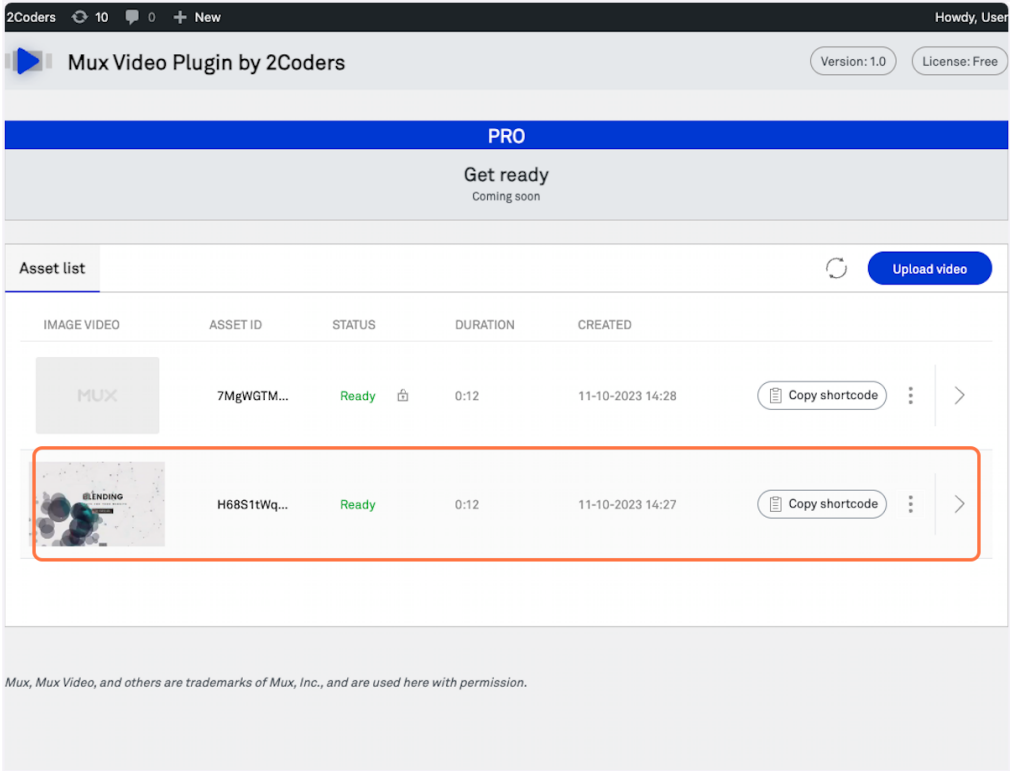 2Coders 10 0 New Howdy, User
Mux Video Plugin by 2Coders Version: 1.0 License: Free
PRO
Get ready
Coming soon
Asset list Upload video
IMAGE VIDEO ASSET ID STATUS DURATION CREATED
MUX 7MgWGTM... Ready 0:12 11-10-2023 14:28 Copy shortcode
BLENDING
H68S1tWq... Ready 0:12 11-10-2023 14:27 Copy shortcode
Mux, Mux Video, and others are trademarks of Mux, Inc., and are used here with permission.